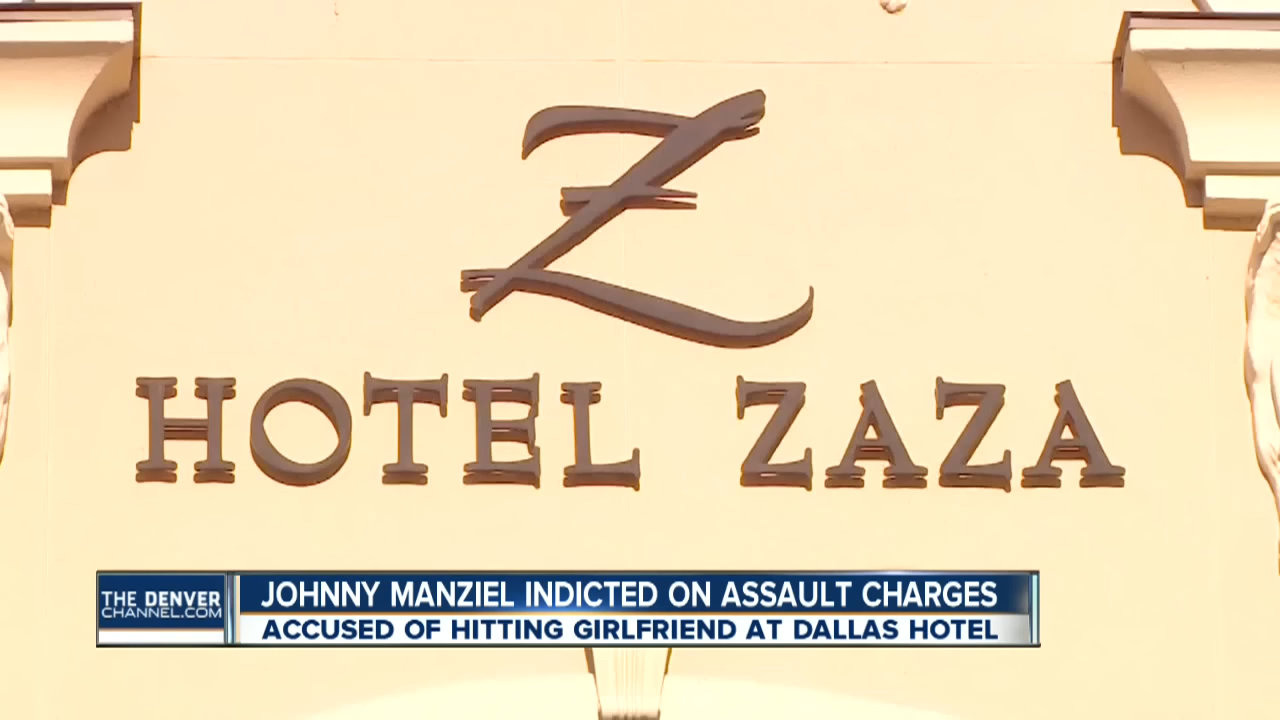 Z
HOTEL ZAZA
THE DENVER
CHANNEL.COM
JOHNNY MANZIEL INDICTED ON ASSAULT CHARGES
ACCUSED OF HITTING GIRLFRIEND AT DALLAS HOTEL